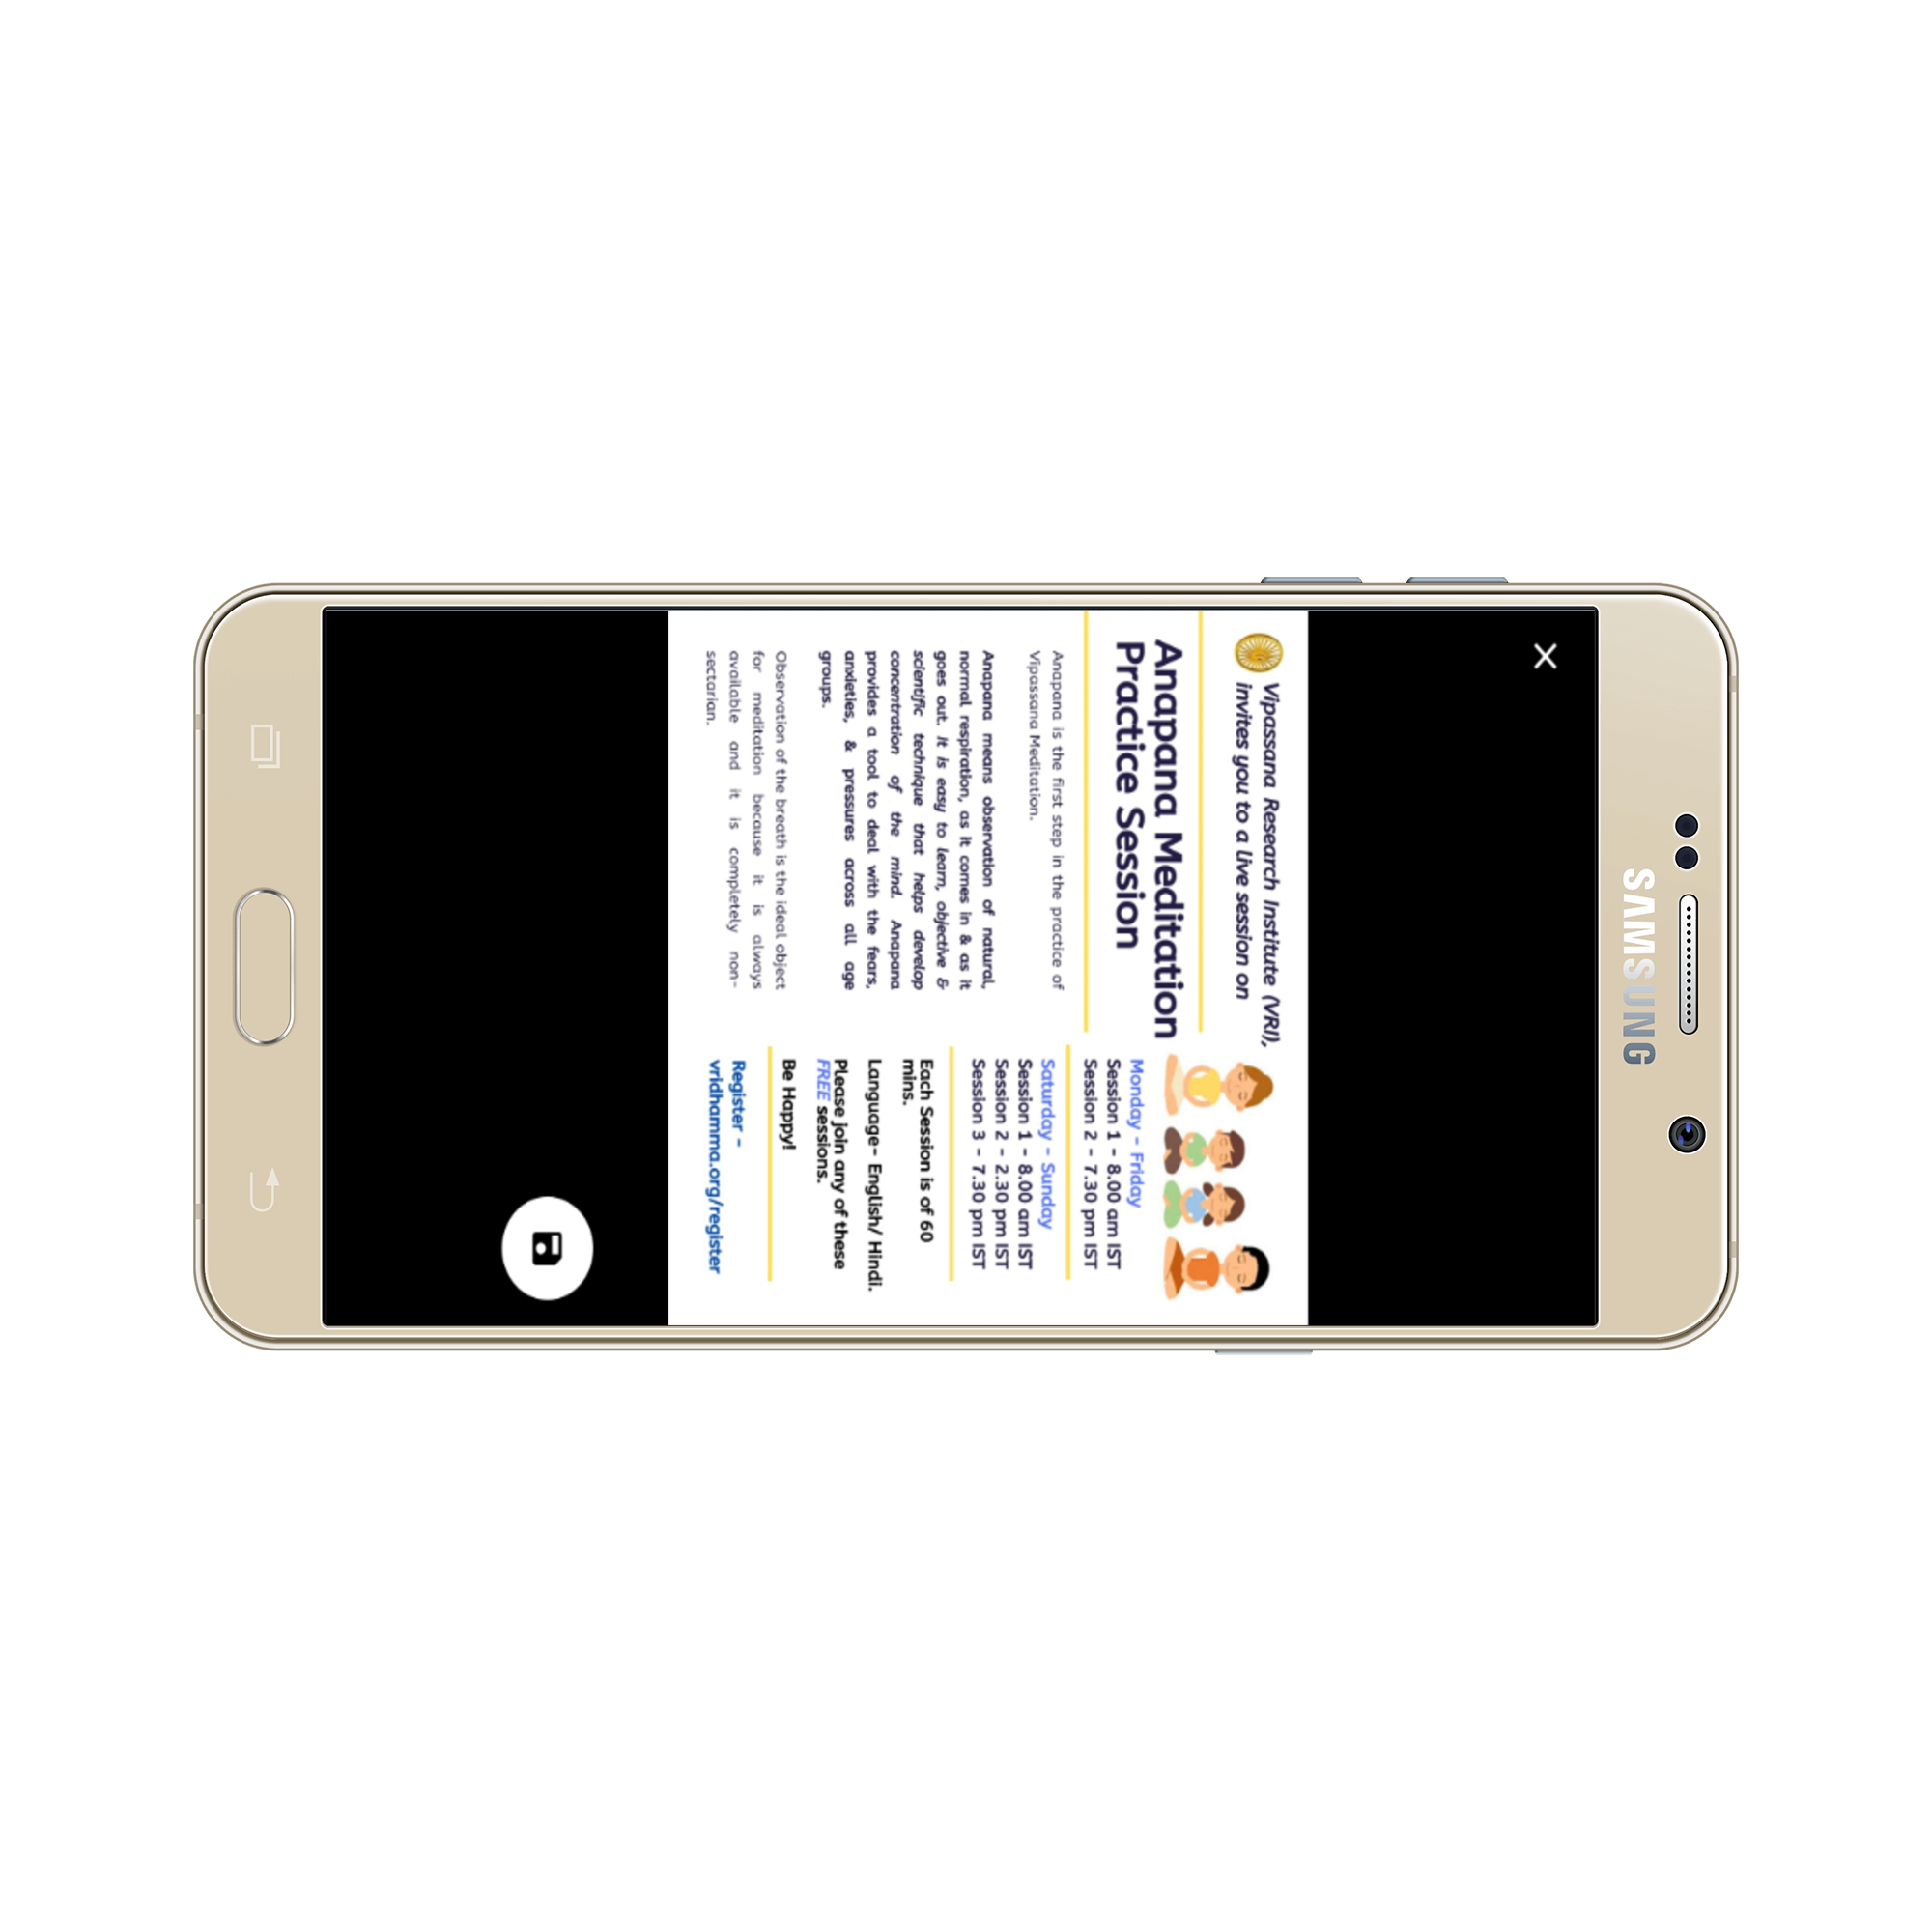 SAMSUNG
Vipassana Research Institute (VRI),
invites you to a live session on
Anapana Meditation
Practice Session
Anapana is the first step in the practice of
Vipassana Meditation.
Anapana means observation of natural,
normal respiration, as it comes in & as it
goes out. It is easy to learn, objective &
scientific technique that helps develop
concentration of the mind. Anapana
provides a tool to deal with the fears,
anxieties, & pressures across all age
groups.
Observation of the breath is the ideal object
for meditation because it is always
available and it is completely non-
sectarian.
Monday - Friday
Session 1 - 8.00 am IST
Session 2 - 7.30 pm IST
Saturday - Sunday
Session 1 - 8.00 am IST
Session 2 - 2.30 pm IST
Session 3 - 7.30 pm IST
Each Session is of 60
mins.
Language- English/ Hindi.
Please join any of these
FREE sessions.
Be Happy!
Register -
vridhamma.org/register